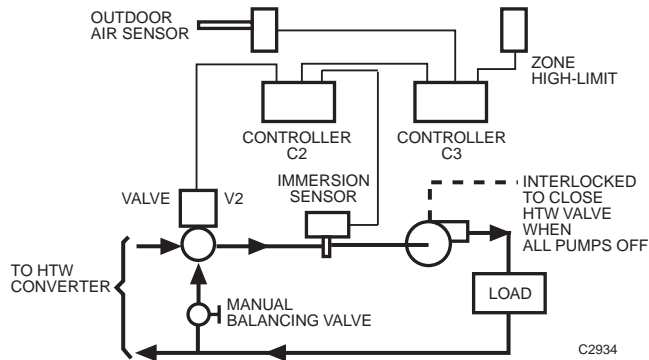 OUTDOOR
AIR SENSOR
ZONE
HIGH-LIMIT
CONTROLLER
C2
CONTROLLER
C3
IMMERSION
SENSOR
VALVE
V2
INTERLOCKED
TO CLOSE
HTW VALVE
WHEN
ALL PUMPS OFF
TO HTW
CONVERTER
LOAD
MANUAL
BALANCING VALVE
C2934